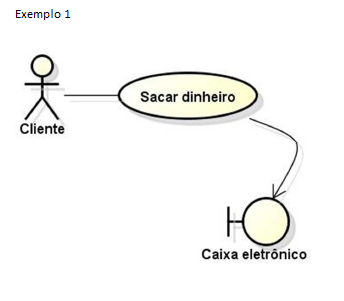 Exemplo 1
Sacar dinheiro
Cliente
Caixa eletrônico